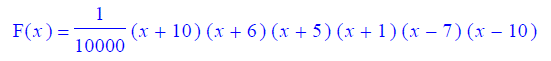 F(x) = 1/10000 (x + 10) (x + 6) (x + 5) (x + 1) (x − 7) (x − 10)